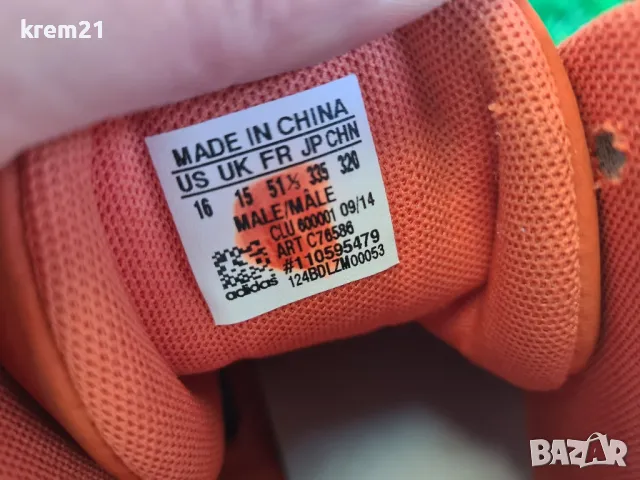 krem21
MADE IN CHINA
US UK FR JP CHN
16 15 51⅓ 335 320
MALE/MALE
CLU 600001 09/14
ART C76586
#110595479
adidas 124BDLZM00053
BAZAR